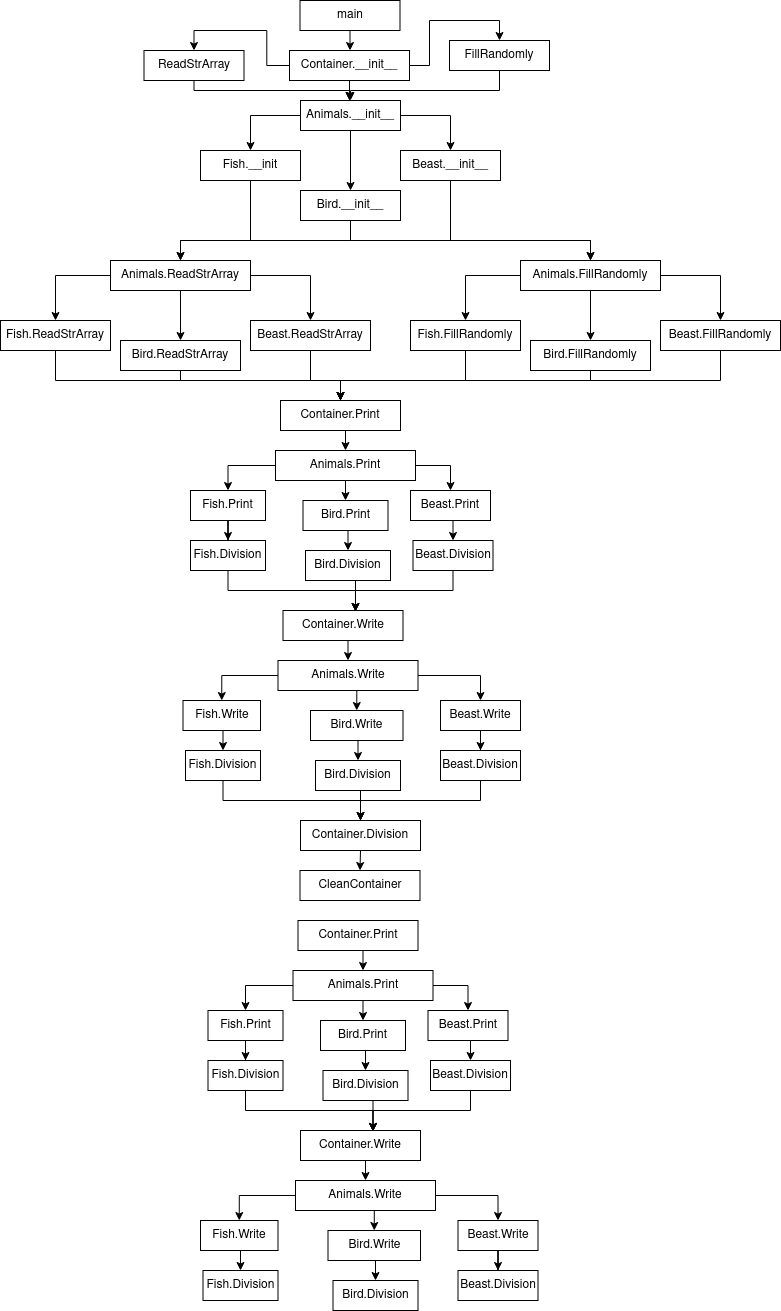 main
ReadStrArray
Container.__init__
FillRandomly
Animals.__init__
Fish.__init
Beast.__init__
Bird.__init__
Animals.ReadStrArray
Animals.FillRandomly
Fish.ReadStrArray
Bird.ReadStrArray
Beast.ReadStrArray
Fish.FillRandomly
Bird.FillRandomly
Beast.FillRandomly
Container.Print
Animals.Print
Fish.Print
Bird.Print
Beast.Print
Fish.Division
Bird.Division
Beast.Division
Container.Write
Animals.Write
Fish.Write
Bird.Write
Beast.Write
Fish.Division
Bird.Division
Beast.Division
Container.Division
CleanContainer
Container.Print
Animals.Print
Fish.Print
Bird.Print
Beast.Print
Fish.Division
Bird.Division
Beast.Division
Container.Write
Animals.Write
Fish.Write
Bird.Write
Beast.Write
Fish.Division
Bird.Division
Beast.Division